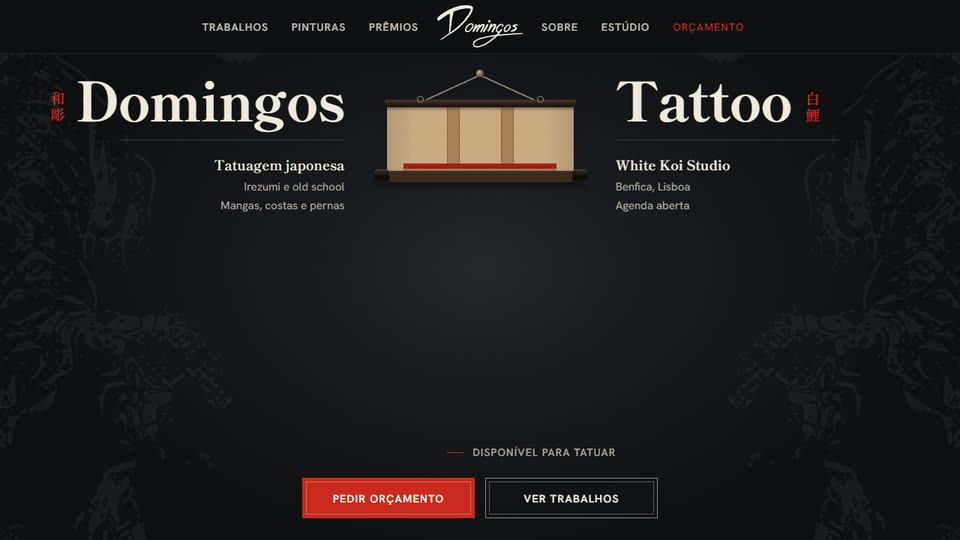 TRABALHOS PINTURAS PRÊMIOS Domingos SOBRE ESTÚDIO ORÇAMENTO
和彫 Domingos Tattoo 白鯉
Tatuagem japonesa
Irezumi e old school
Mangas, costas e pernas
White Koi Studio
Benfica, Lisboa
Agenda aberta
DISPONÍVEL PARA TATUAR
PEDIR ORÇAMENTO VER TRABALHOS